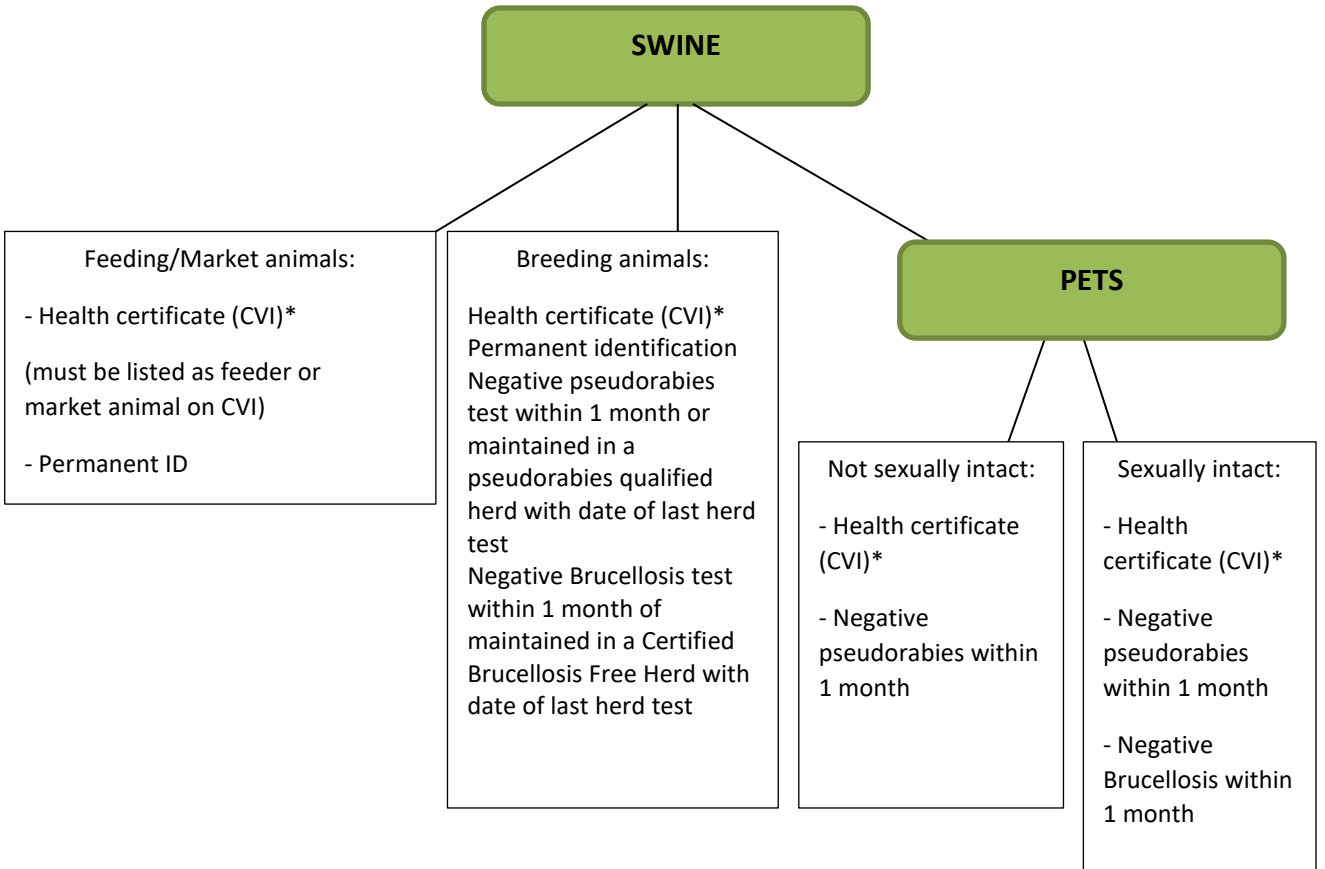 SWINE
Feeding/Market animals:
- Health certificate (CVI)*
(must be listed as feeder or
market animal on CVI)
- Permanent ID
Breeding animals:
Health certificate (CVI)*
Permanent identification
Negative pseudorabies
test within 1 month or
maintained in a
pseudorabies qualified
herd with date of last herd
test
Negative Brucellosis test
within 1 month of
maintained in a Certified
Brucellosis Free Herd with
date of last herd test
PETS
Not sexually intact:
- Health certificate
(CVI)*
- Negative
pseudorabies within
1 month
Sexually intact:
- Health
certificate (CVI)*
- Negative
pseudorabies
within 1 month
- Negative
Brucellosis within
1 month